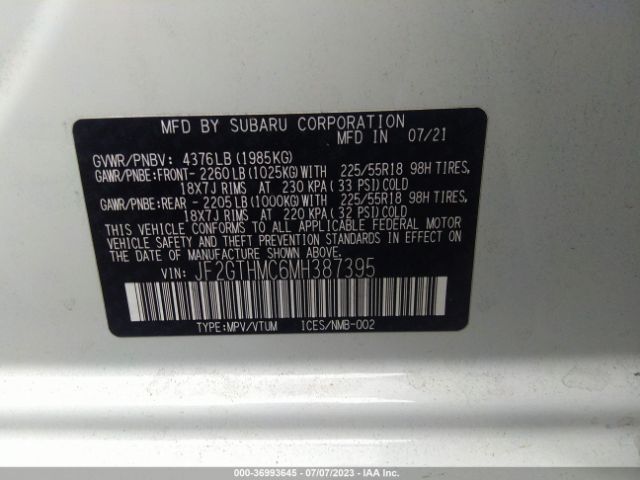 MFD BY SUBARU CORPORATION
MFD IN 07/21
GVWR/PNBV: 4376LB(1985KG)
GAWR/PNBE:FRONT- 2260LB(1025KG)WITH 225/55R18 98H TIRES,
18X7J RIMS AT 230 KPA(33 PSI)COLD
GAWR/PNBE:REAR - 2205LB(1000KG)WITH 225/55R18 98H TIRES,
18X7J RIMS AT 220 KPA(32 PSI)COLD
THIS VEHICLE CONFORMS TO ALL APPLICABLE FEDERAL MOTOR
VEHICLE SAFETY AND THEFT PREVENTION STANDARDS IN EFFECT ON
THE DATE OF MANUFACTURE SHOWN ABOVE.
VIN: JF2GTHMC6MH387395
TYPE:MPV/VTUM ICES/NMB-002
000-36993645 - 07/07/2023 - IAA Inc.